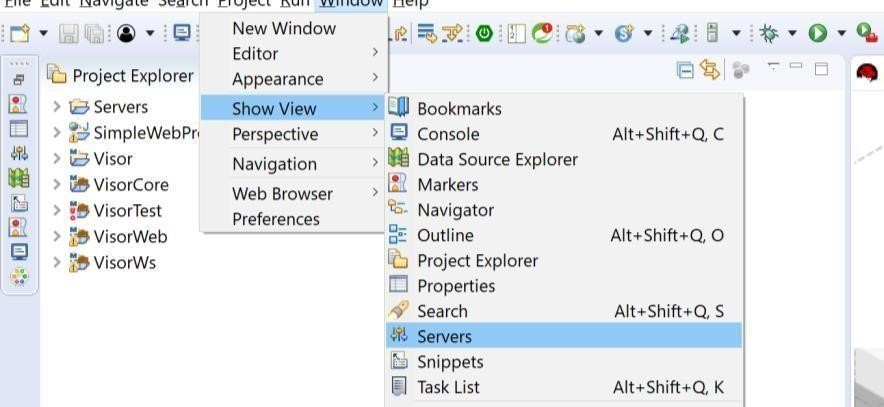 File Edit Navigate Search Project Run Window Help
Project Explorer
Servers
SimpleWebPr
Visor
VisorCore
VisorTest
VisorWeb
VisorWs
New Window
Editor
Appearance
Show View
Perspective
Navigation
Web Browser
Preferences
Bookmarks
Console Alt+Shift+Q, C
Data Source Explorer
Markers
Navigator
Outline Alt+Shift+Q, O
Project Explorer
Properties
Search Alt+Shift+Q, S
Servers
Snippets
Task List Alt+Shift+Q, K